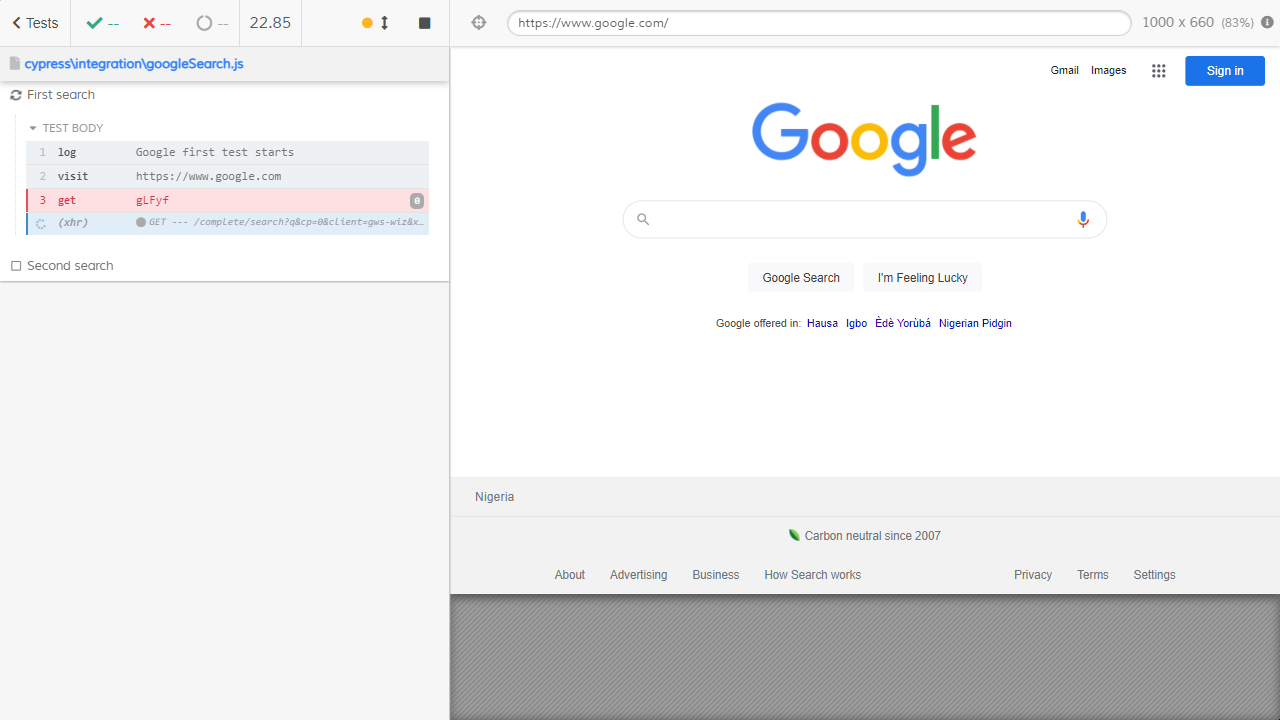 Tests -- -- -- 22.85
cypress\integration\googleSearch.js
First search
TEST BODY
1 log Google first test starts
2 visit https://www.google.com
3 get gLFyf 0
(xhr) GET --- /complete/search?q&cp=0&client=gws-wiz&x…
Second search
https://www.google.com/ 1000 x 660 (83%)
Gmail Images Sign in
Google
Google Search I'm Feeling Lucky
Google offered in: Hausa Igbo Èdè Yorùbá Nigerian Pidgin
Nigeria
Carbon neutral since 2007
About Advertising Business How Search works Privacy Terms Settings